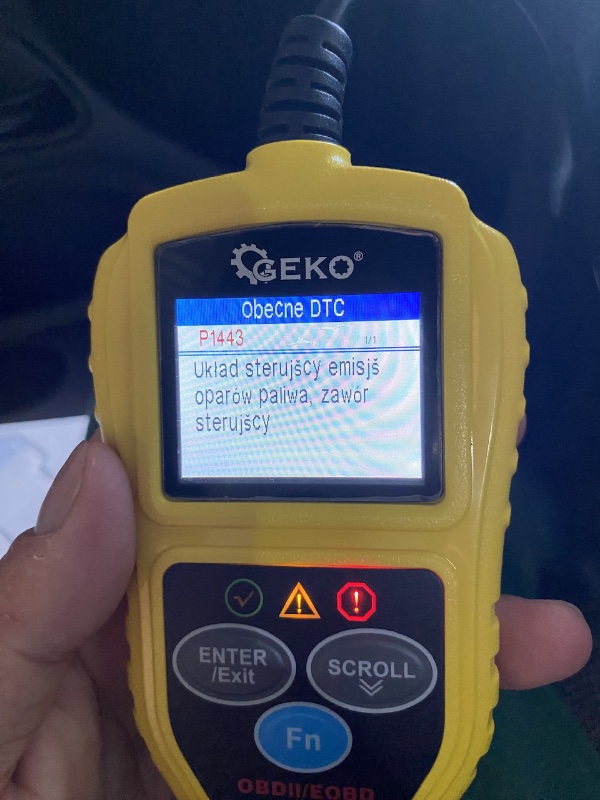 GEKO®
Obecne DTC
P1443
1/1
Układ sterujšcy emisjš
oparów paliwa, zawór
sterujšcy
ENTER
/Exit
SCROLL
Fn
OBDII/EOBD